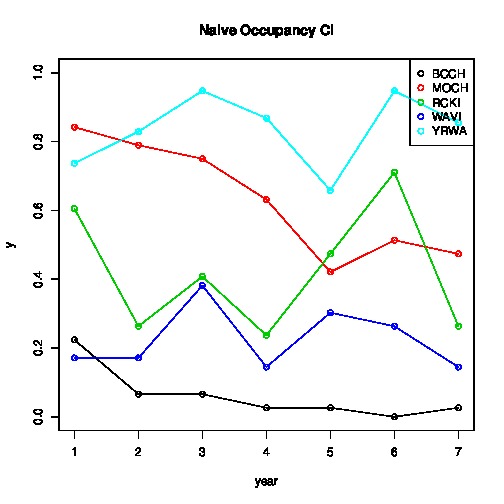 Naive Occupancy CI
BCCH
MOCH
RCKI
WAVI
YRWA
y
1.0
0.8
0.6
0.4
0.2
0.0
1 2 3 4 5 6 7
year